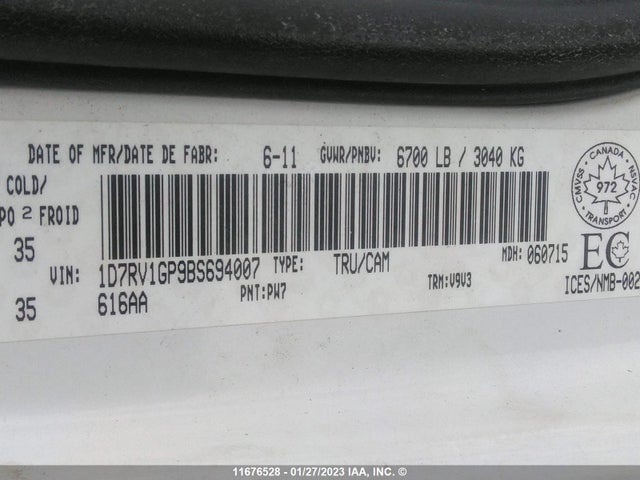 DATE OF MFR/DATE DE FABR: 6-11 GVWR/PNBV: 6700 LB / 3040 KG
COLD/
PO 2 FROID
35
VIN: 1D7RV1GP9BS694007 TYPE: TRU/CAM MDH: 060715
35
616AA PNT: PW7 TRM: V9V3
CANADA
CMVSS NSVAC
972
TRANSPORT
EC
ICES/NMB-002
11676528 - 01/27/2023 IAA, INC. ©